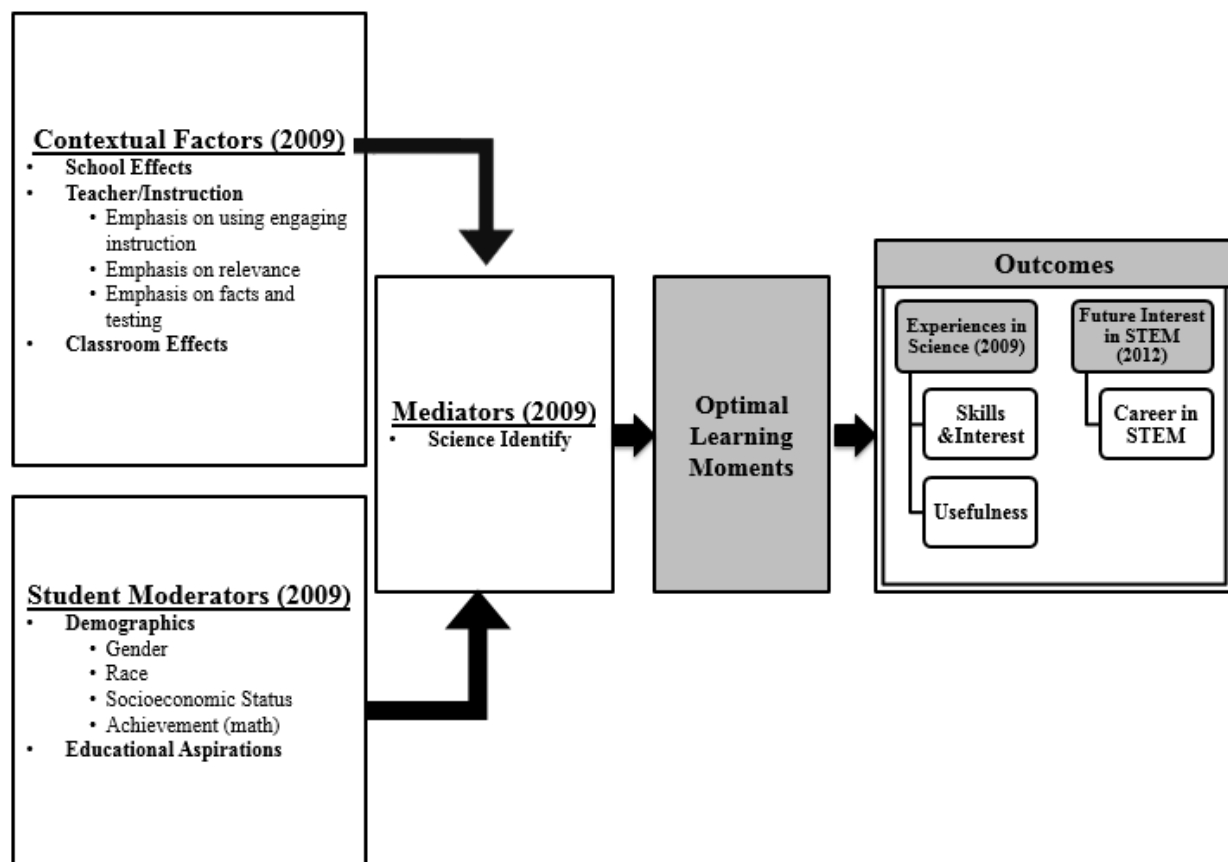 Contextual Factors (2009)
• School Effects
• Teacher/Instruction
• Emphasis on using engaging
instruction
• Emphasis on relevance
• Emphasis on facts and
testing
• Classroom Effects
Student Moderators (2009)
• Demographics
• Gender
• Race
• Socioeconomic Status
• Achievement (math)
• Educational Aspirations
Mediators (2009)
• Science Identify
Optimal
Learning
Moments
Outcomes
Experiences in
Science (2009)
Skills
&Interest
Usefulness
Future Interest
in STEM
(2012)
Career in
STEM